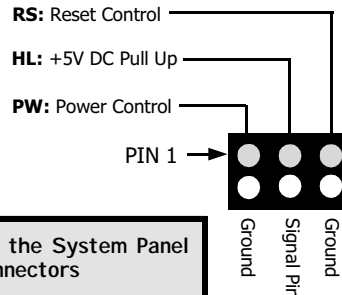 RS: Reset Control
HL: +5V DC Pull Up
PW: Power Control
PIN 1
Ground
Signal Pin
Ground
the System Panel